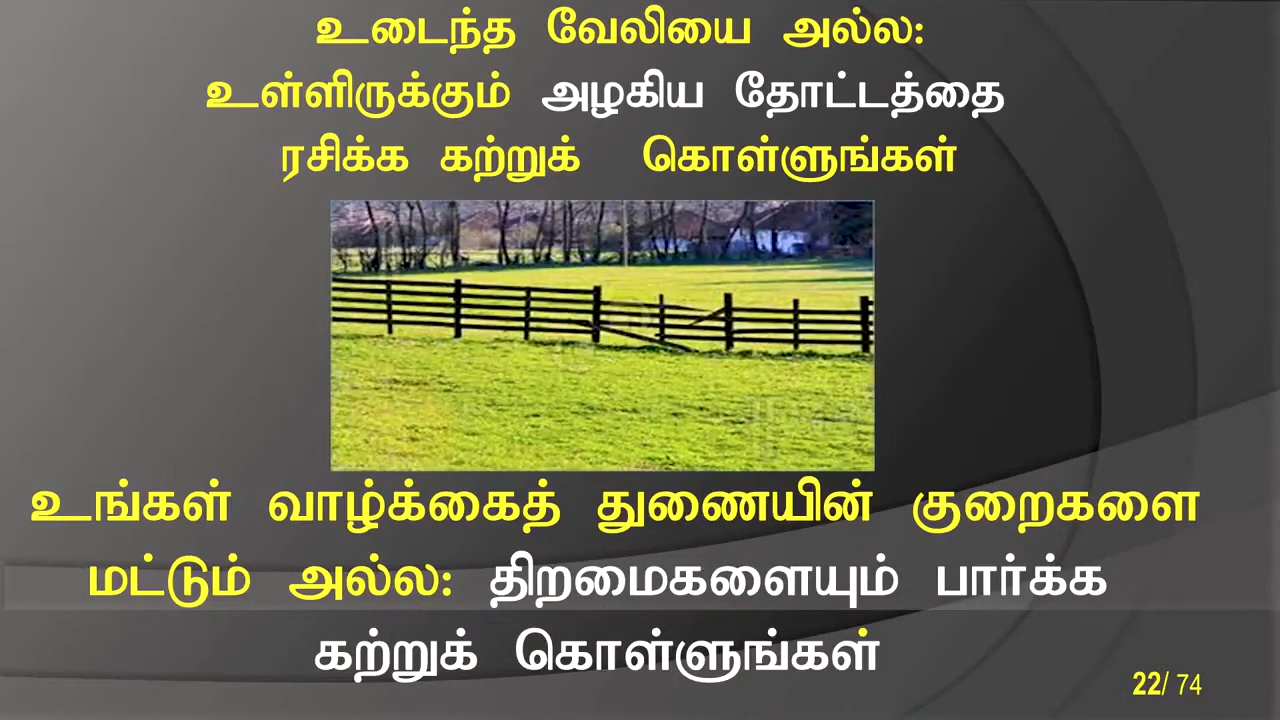 உடைந்த வேலியை அல்ல:
உள்ளிருக்கும் அழகிய தோட்டத்தை
ரசிக்க கற்றுக் கொள்ளுங்கள்
உங்கள் வாழ்க்கைத் துணையின் குறைகளை
மட்டும் அல்ல: திறமைகளையும் பார்க்க
கற்றுக் கொள்ளுங்கள்
22/ 74